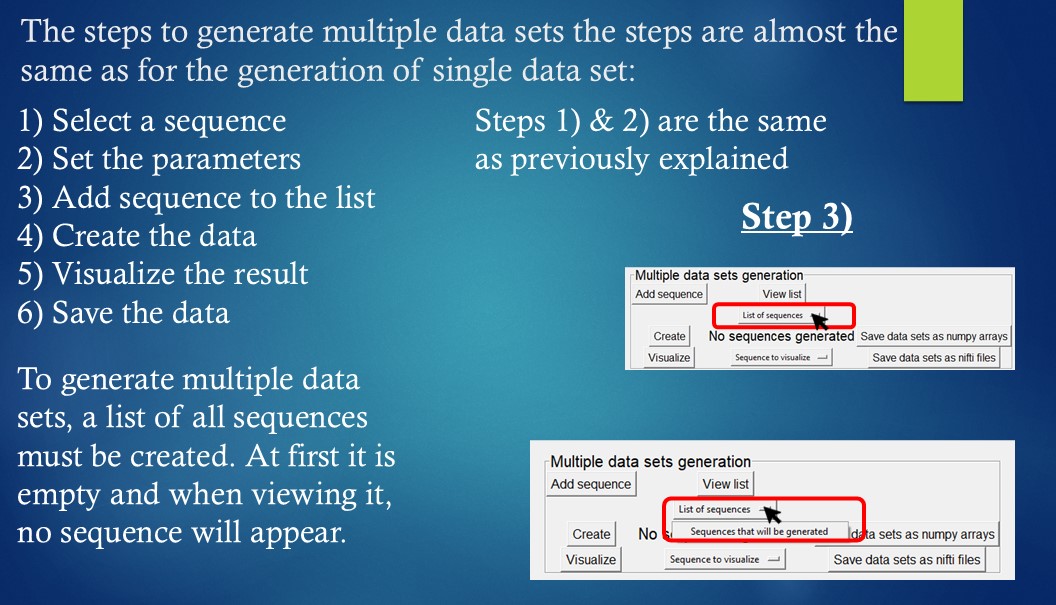 The steps to generate multiple data sets the steps are almost the
same as for the generation of single data set:
1) Select a sequence
2) Set the parameters
3) Add sequence to the list
4) Create the data
5) Visualize the result
6) Save the data
To generate multiple data
sets, a list of all sequences
must be created. At first it is
empty and when viewing it,
no sequence will appear.
Steps 1) & 2) are the same
as previously explained
Step 3)
Multiple data sets generation
Add sequence View list
List of sequences
Create No sequences generated Save data sets as numpy arrays
Visualize Sequence to visualize Save data sets as nifti files
Multiple data sets generation
Add sequence View list
List of sequences
Sequences that will be generated
Create No data sets as numpy arrays
Visualize Sequence to visualize Save data sets as nifti files